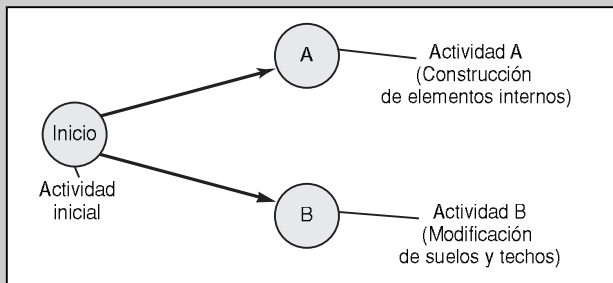 A
Actividad A
(Construcción
de elementos internos)
Inicio
Actividad
inicial
B
Actividad B
(Modificación
de suelos y techos)